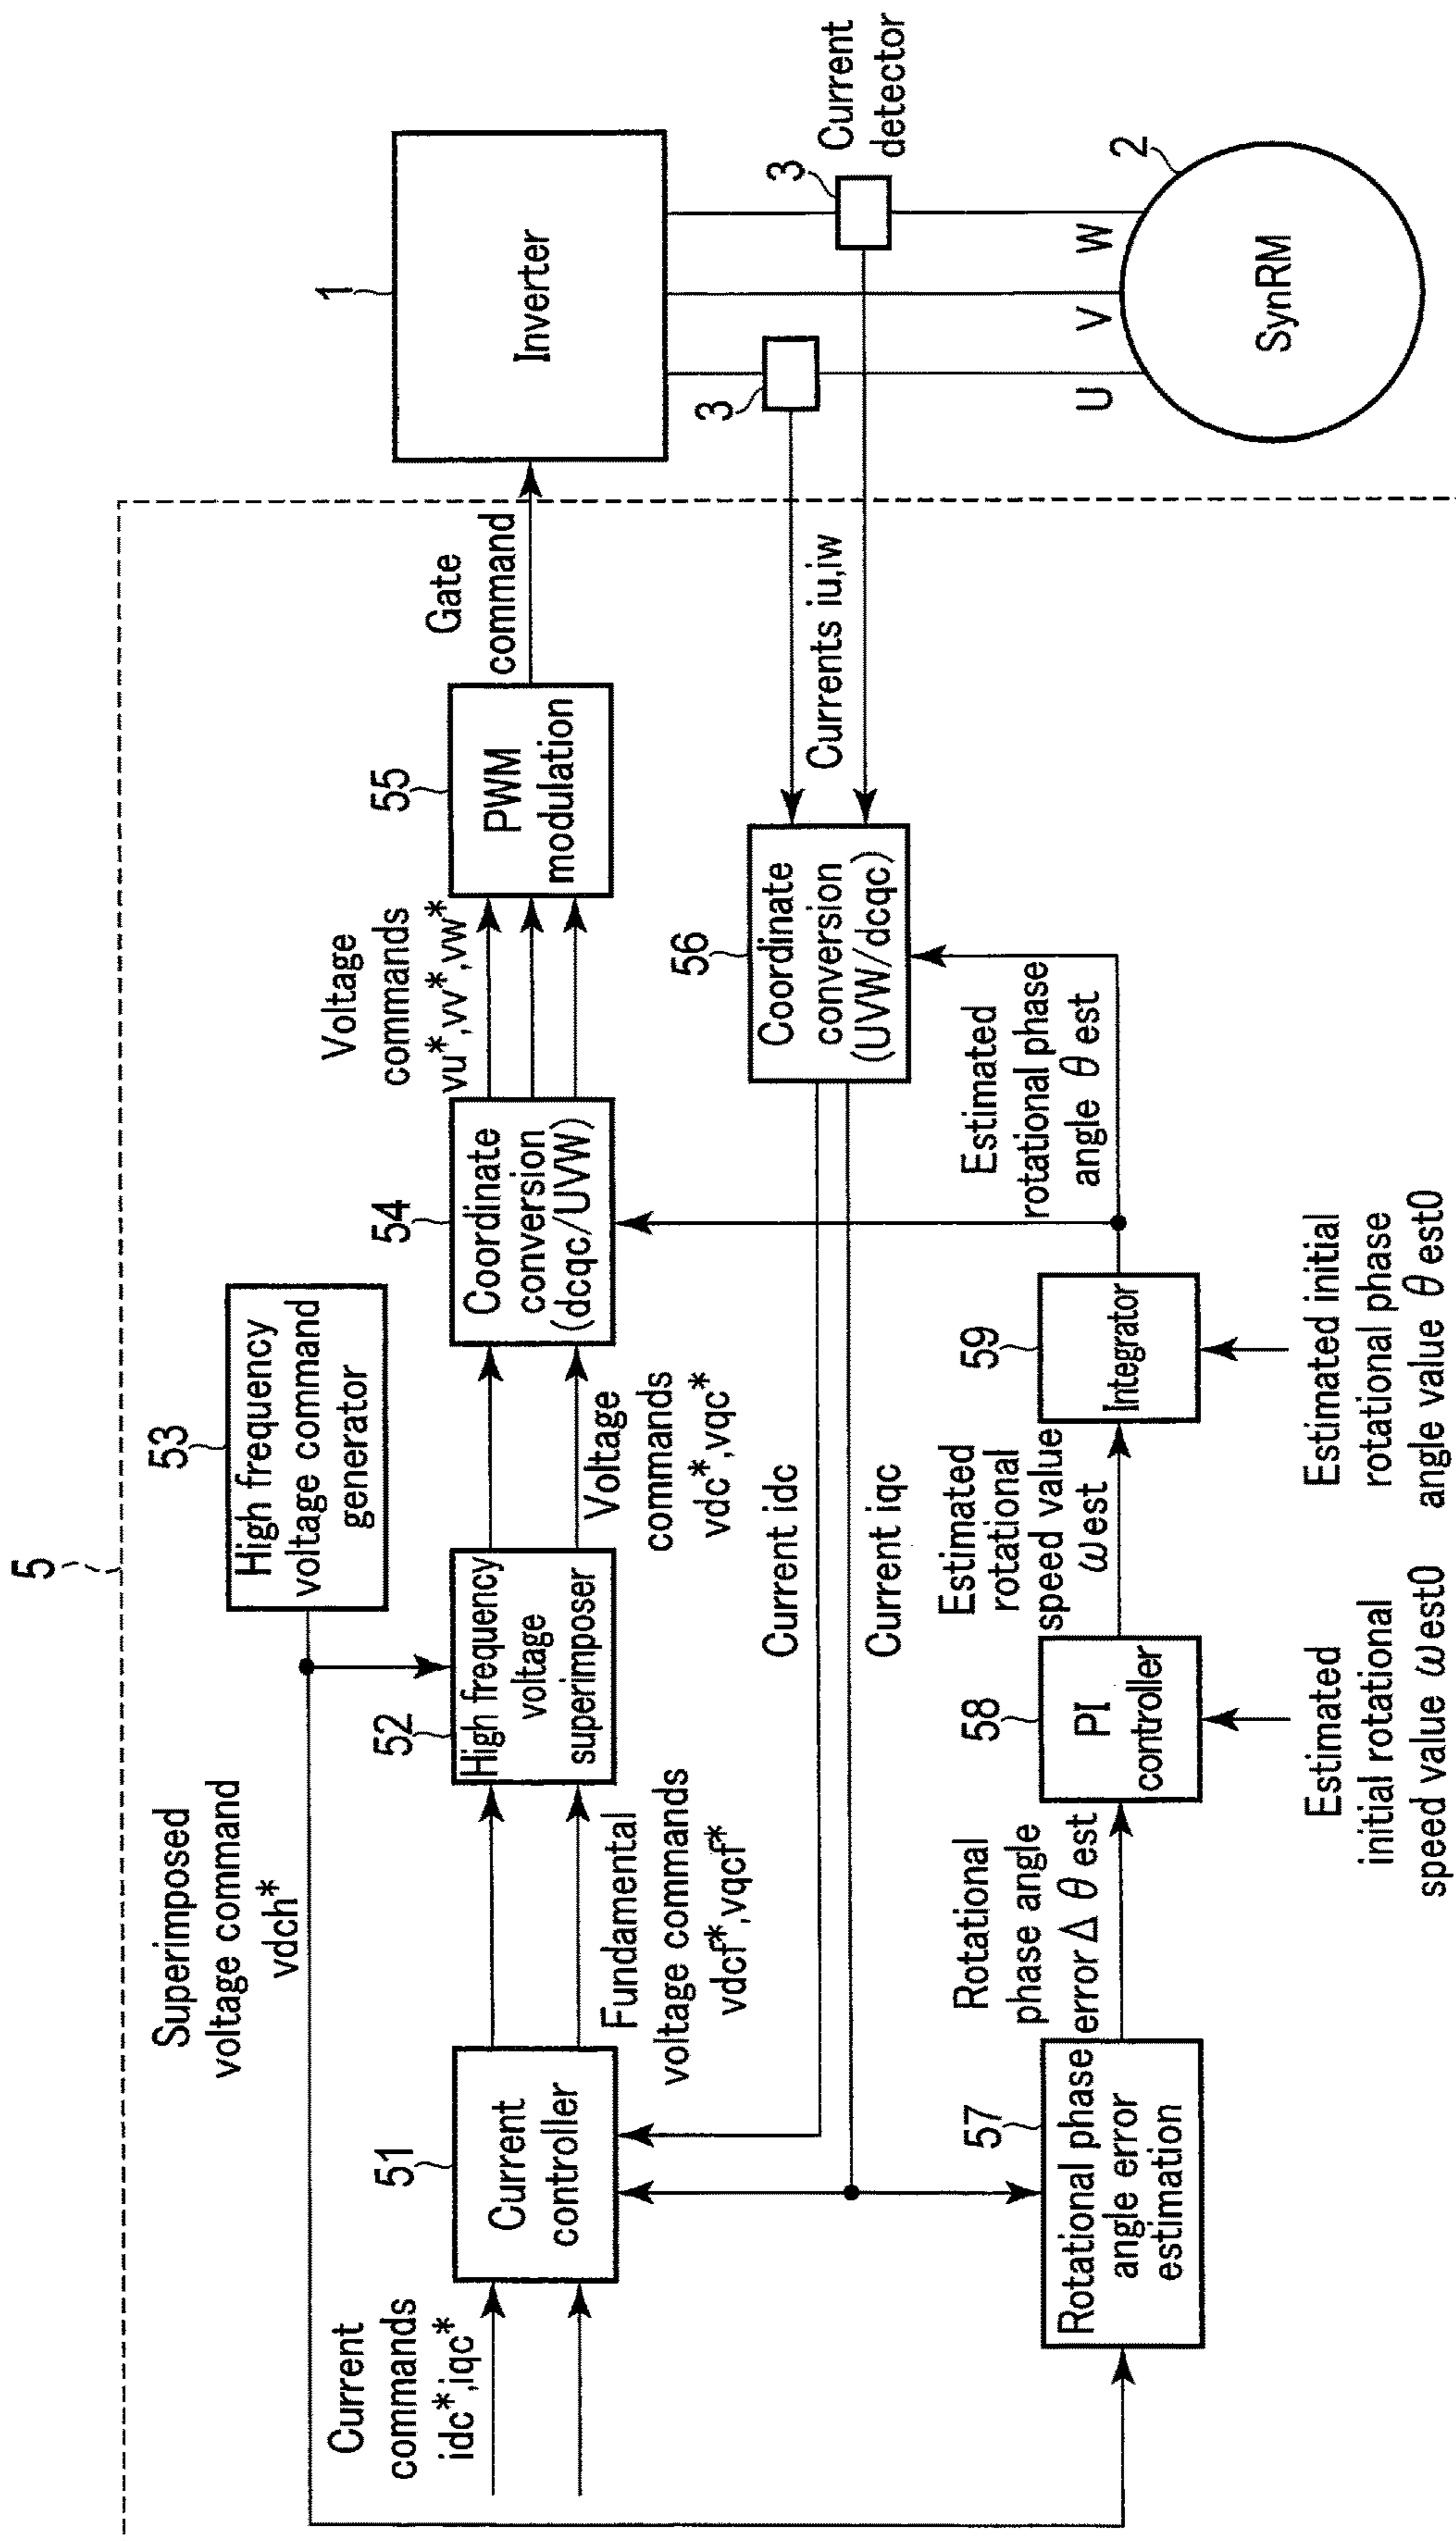 5
Superimposed
voltage command
vdch*
53
High frequency
voltage command
generator
Current
commands
idc*,iqc*
51
Current
controller
Fundamental
voltage commands
vdcf*,vqcf*
52
High frequency
voltage
superimposer
Voltage
commands
vdc*,vqc*
54
Coordinate
conversion
(dcqc/UVW)
Voltage
commands
vu*,vv*,vw*
55
PWM
modulation
Gate
command
1
Inverter
3
3
Current
detector
Currents iu,iw
56
Coordinate
conversion
(UVW/dcqc)
Current idc
Current iqc
U
V
W
2
SynRM
57
Rotational phase
angle error
estimation
Rotational
phase angle
error Δ θ est
58
PI
controller
Estimated
initial rotational
speed value ω est0
Estimated
rotational
speed value
ω est
59
Integrator
Estimated initial
rotational phase
angle value θ est0
Estimated
rotational phase
angle θ est